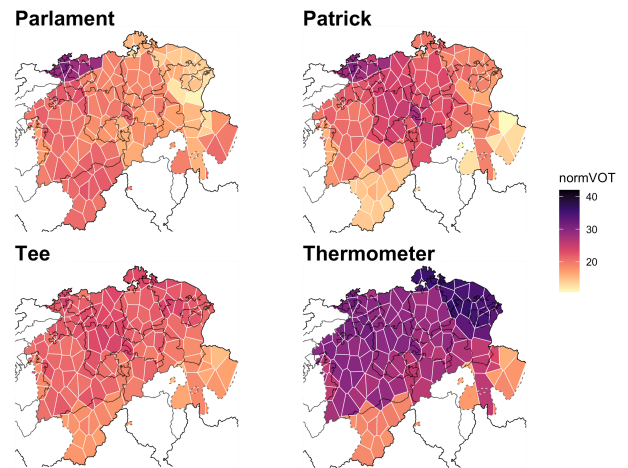 Parlament
Patrick
normVOT
40
30
20
Tee
Thermometer